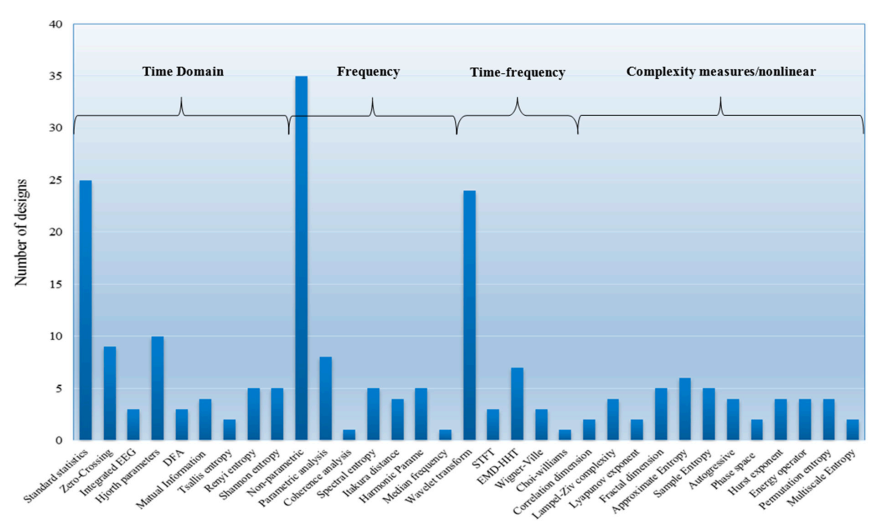 40
35
30
25
20
15
10
5
0
Number of designs
Time Domain
Frequency
Time-frequency
Complexity measures/nonlinear
Standard statistics
Zero-Crossing
Integrated EEG
Hjorth parameters
DFA
Matual Information
Tsallis entropy
Renyi entropy
Shannon entropy
Non-parametric
Parametric analysis
Coherence analysis
Spectral entropy
Itakura distance
Harmonic Parame
Median frequency
Wavelet transform
STFT
EMD-HHT
Wigner-Ville
Choi-williams
Correlation dimension
Lampel-Ziv complexity
Lyapunov exponent
Fractal dimension
Approximate Entropy
Sample Entropy
Autogressive
Phase space
Hurst exponent
Energy operator
Permutation entropy
Multiscale Entropy